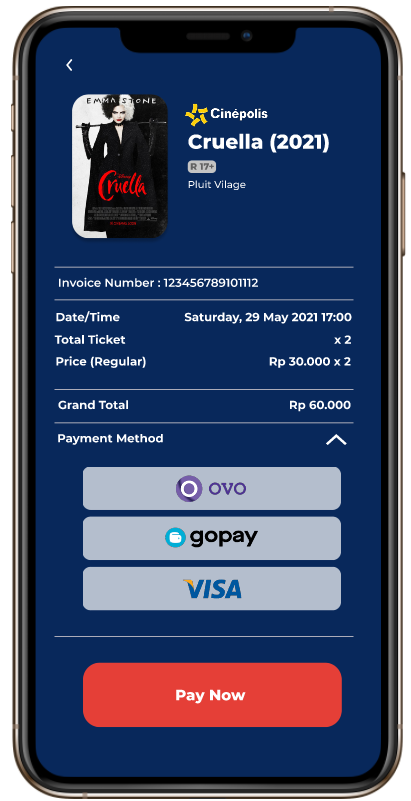 EMMA STONE
Disney
Cruella
Cinépolis
Cruella (2021)
R 17+
Pluit Vilage
Invoice Number : 123456789101112
Date/Time Saturday, 29 May 2021 17:00
Total Ticket x 2
Price (Regular) Rp 30.000 x 2
Grand Total Rp 60.000
Payment Method
OVO
gopay
VISA
Pay Now